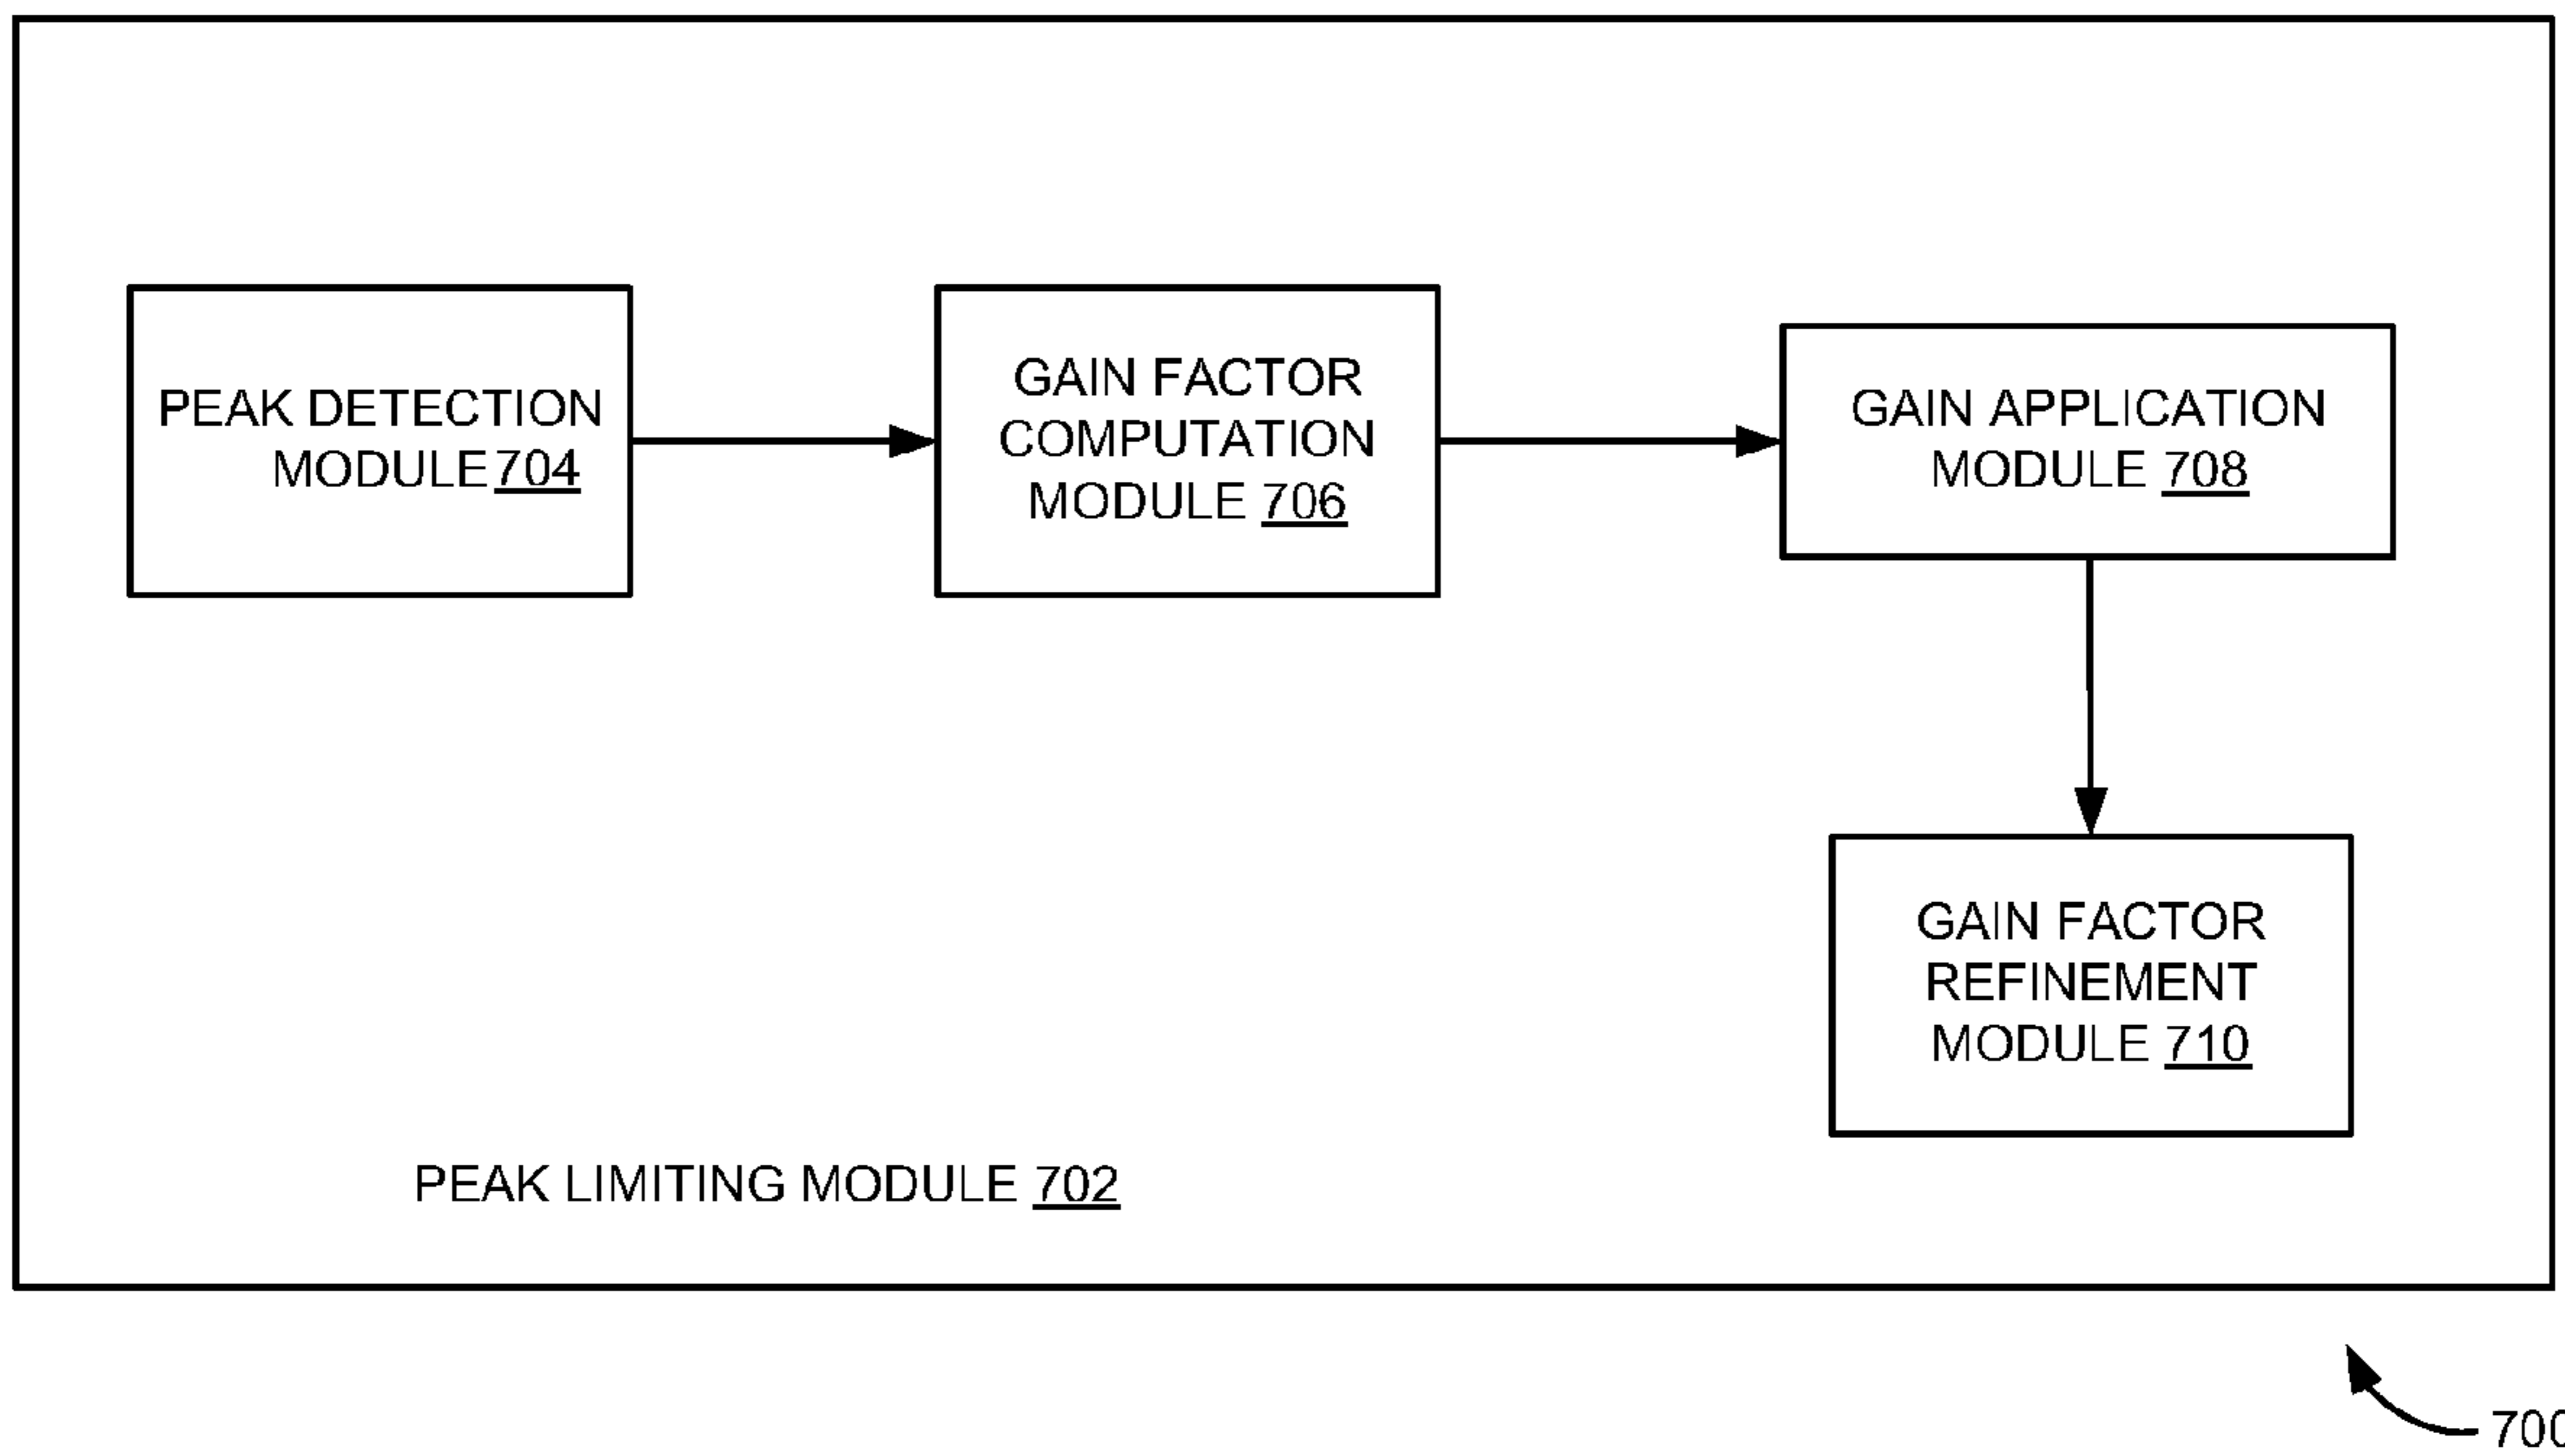 PEAK DETECTION
MODULE 704
GAIN FACTOR
COMPUTATION
MODULE 706
GAIN APPLICATION
MODULE 708
GAIN FACTOR
REFINEMENT
MODULE 710
PEAK LIMITING MODULE 702
700